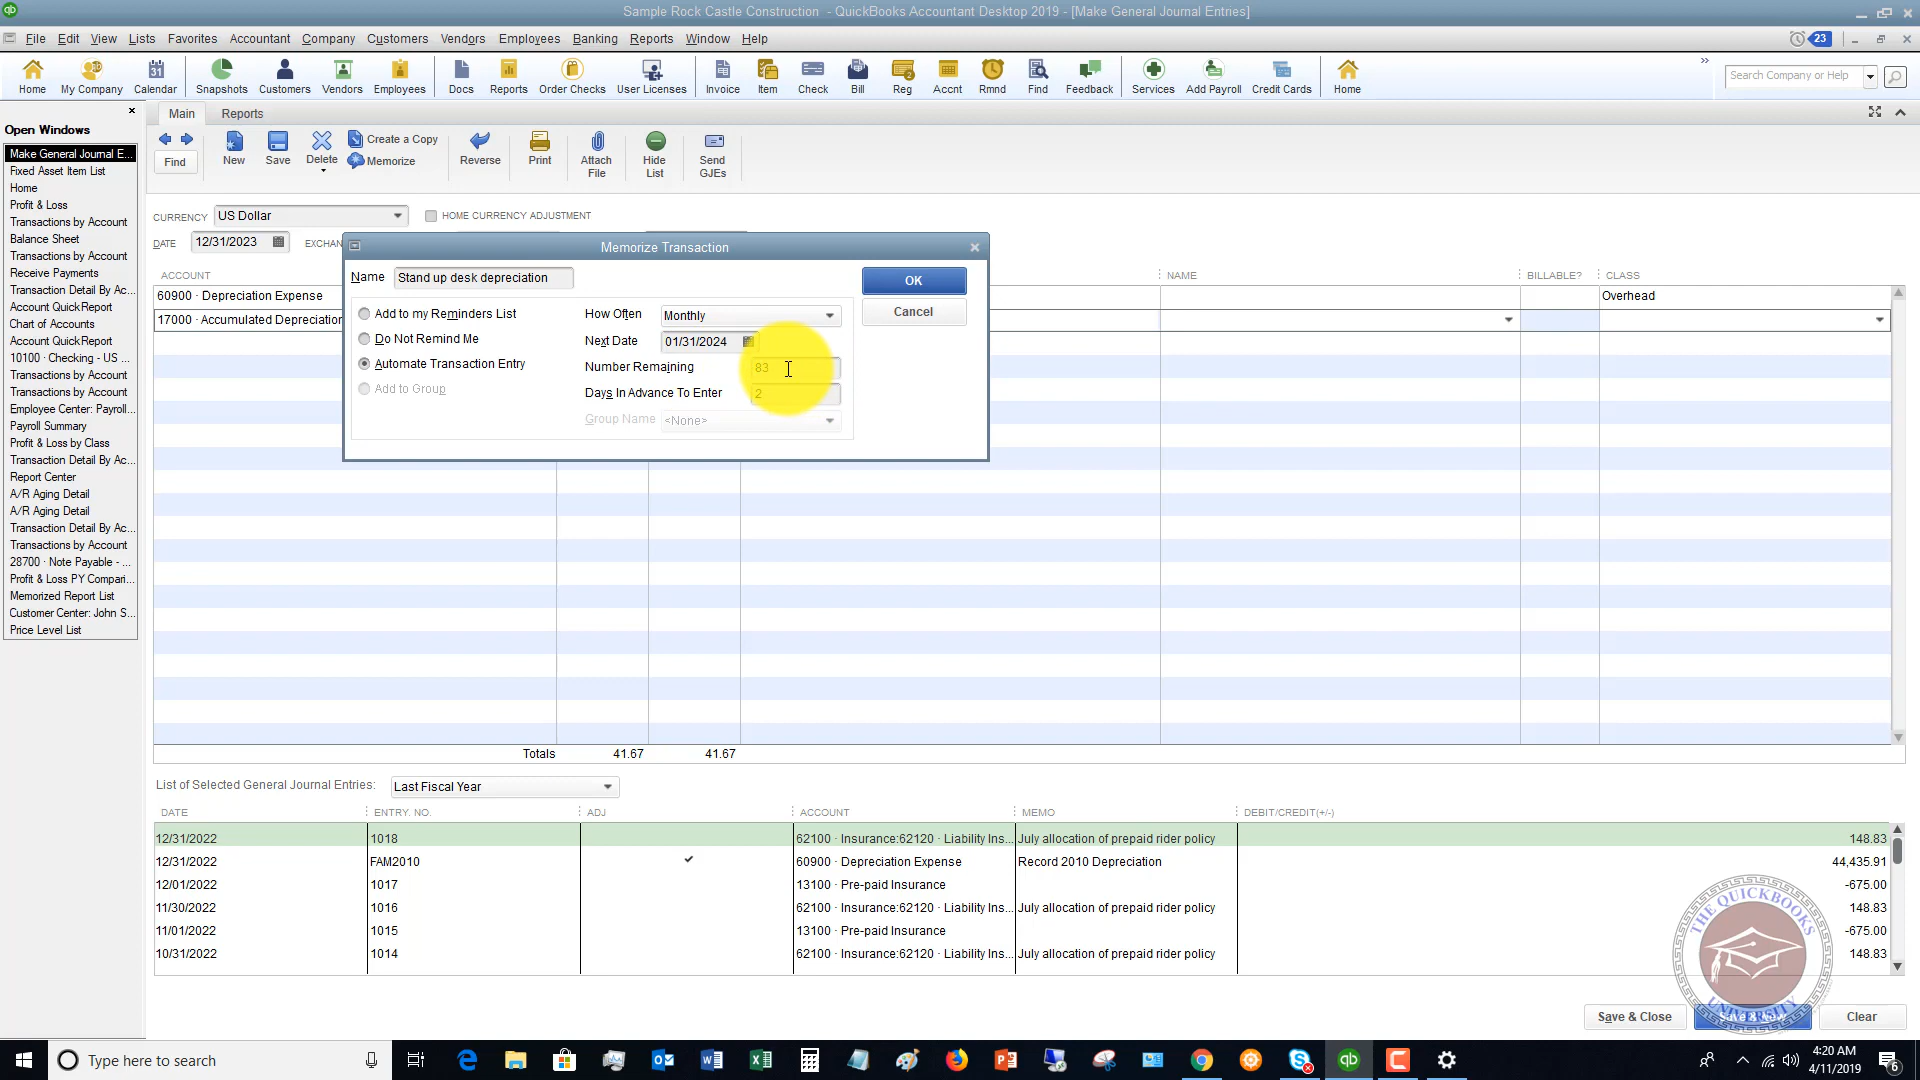 Sample Rock Castle Construction - QuickBooks Accountant Desktop 2019 - [Make General Journal Entries]
File Edit View Lists Favorites Accountant Company Customers Vendors Employees Banking Reports Window Help 23
Home My Company Calendar Snapshots Customers Vendors Employees Docs Reports Order Checks User Licenses Invoice Item Check Bill Reg Accnt Rmnd Find Feedback Services Add Payroll Credit Cards Home
Search Company or Help
Open Windows
Make General Journal E...
Fixed Asset Item List
Home
Profit & Loss
Transactions by Account
Balance Sheet
Transactions by Account
Receive Payments
Transaction Detail By Ac...
Account QuickReport
Chart of Accounts
Account QuickReport
10100 · Checking - US ...
Transactions by Account
Transactions by Account
Employee Center: Payroll...
Payroll Summary
Profit & Loss by Class
Transaction Detail By Ac...
Report Center
A/R Aging Detail
A/R Aging Detail
Transaction Detail By Ac...
Transactions by Account
28700 · Note Payable - ...
Profit & Loss PY Compari...
Memorized Report List
Customer Center: John S...
Price Level List
Main Reports
Find
New
Save
Delete
Create a Copy
Memorize
Reverse
Print
Attach File
Hide List
Send GJEs
CURRENCY US Dollar HOME CURRENCY ADJUSTMENT
DATE 12/31/2023 EXCHAN
ACCOUNT NAME BILLABLE? CLASS
60900 · Depreciation Expense Overhead
17000 · Accumulated Depreciation
Memorize Transaction
Name Stand up desk depreciation
OK
Cancel
Add to my Reminders List
Do Not Remind Me
Automate Transaction Entry
Add to Group
How Often Monthly
Next Date 01/31/2024
Number Remaining 83
Days In Advance To Enter 2
Group Name <None>
Totals 41.67 41.67
List of Selected General Journal Entries: Last Fiscal Year
DATE ENTRY. NO. ADJ ACCOUNT MEMO DEBIT/CREDIT(+/-)
12/31/2022 1018 62100 · Insurance:62120 · Liability Ins... July allocation of prepaid rider policy 148.83
12/31/2022 FAM2010 ✓ 60900 · Depreciation Expense Record 2010 Depreciation 44,435.91
12/01/2022 1017 13100 · Pre-paid Insurance -675.00
11/30/2022 1016 62100 · Insurance:62120 · Liability Ins... July allocation of prepaid rider policy 148.83
11/01/2022 1015 13100 · Pre-paid Insurance -675.00
10/31/2022 1014 62100 · Insurance:62120 · Liability Ins... July allocation of prepaid rider policy 148.83
THE QUICKBOOKS UNIVERSITY
Save & Close
Clear
Type here to search
4:20 AM
4/11/2019
6